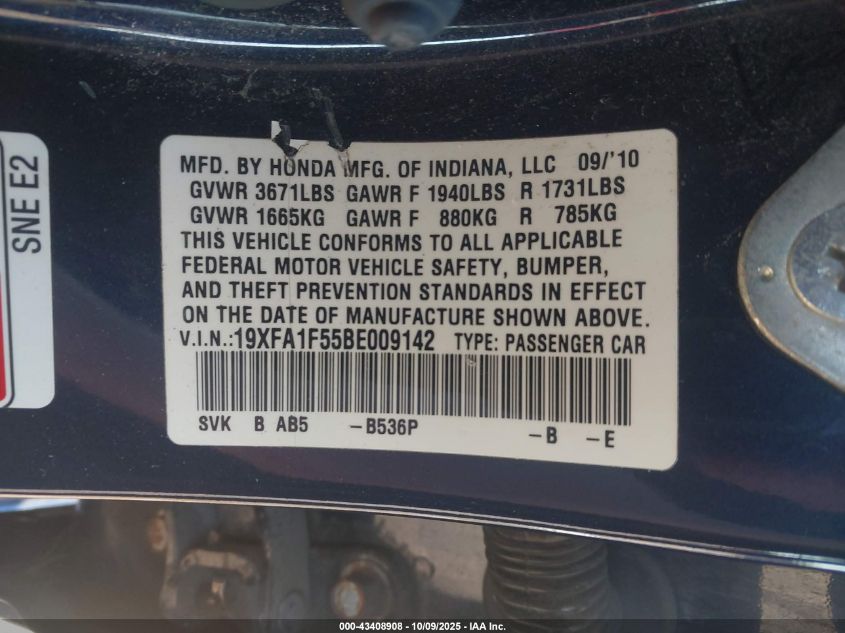 SNE E2
MFD. BY HONDA MFG. OF INDIANA, LLC 09/'10
GVWR 3671LBS GAWR F 1940LBS R 1731LBS
GVWR 1665KG GAWR F 880KG R 785KG
THIS VEHICLE CONFORMS TO ALL APPLICABLE
FEDERAL MOTOR VEHICLE SAFETY, BUMPER,
AND THEFT PREVENTION STANDARDS IN EFFECT
ON THE DATE OF MANUFACTURE SHOWN ABOVE.
V.I.N.:19XFA1F55BE009142 TYPE: PASSENGER CAR
SVK B AB5 -B536P -B -E
000-43408908 - 10/09/2025 - IAA Inc.